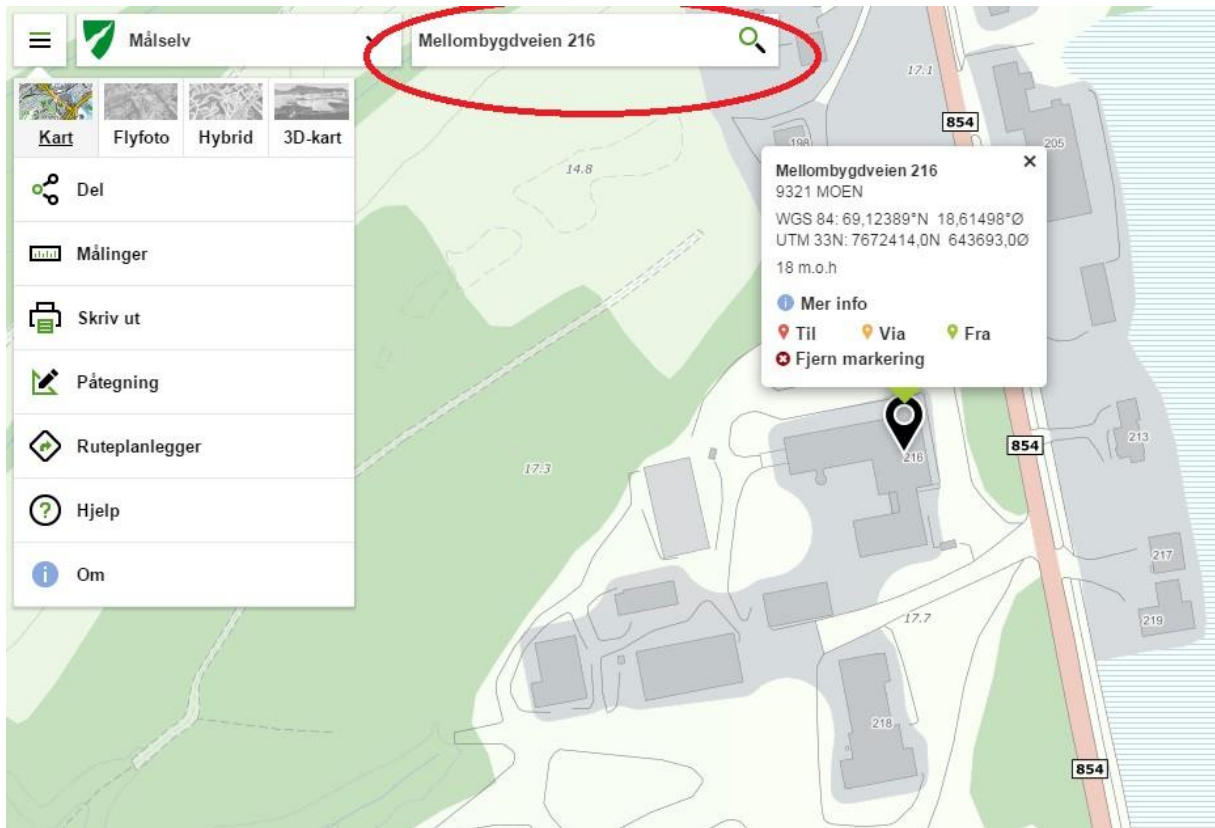 Målselv
Mellombygdveien 216
Kart
Flyfoto
Hybrid
3D-kart
Del
Målinger
Skriv ut
Påtegning
Ruteplanlegger
Hjelp
Om
17.1
854
198
205
14.8
Mellombygdveien 216
9321 MOEN
WGS 84: 69,12389°N 18,61498°Ø
UTM 33N: 7672414,0N 643693,0Ø
18 m.o.h
Mer info
Til
Via
Fra
Fjern markering
216
854
213
17.3
217
17.7
219
218
854